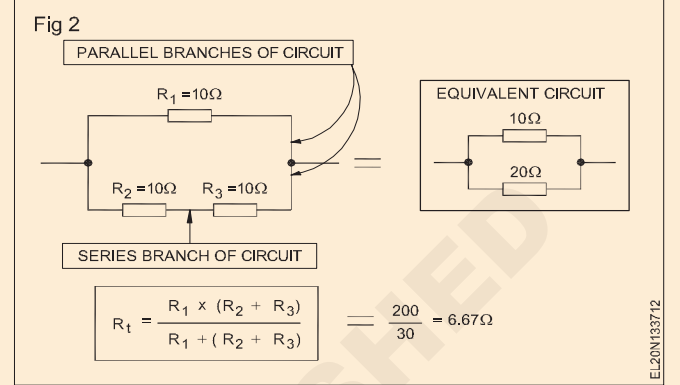 Fig 2
PARALLEL BRANCHES OF CIRCUIT
R1 =10Ω
EQUIVALENT CIRCUIT
10Ω
20Ω
=
R2 =10Ω R3 =10Ω
SERIES BRANCH OF CIRCUIT
Rt = R1 x (R2 + R3) / R1 + ( R2 + R3) = 200 / 30 = 6.67Ω
EL20N133712
SHED